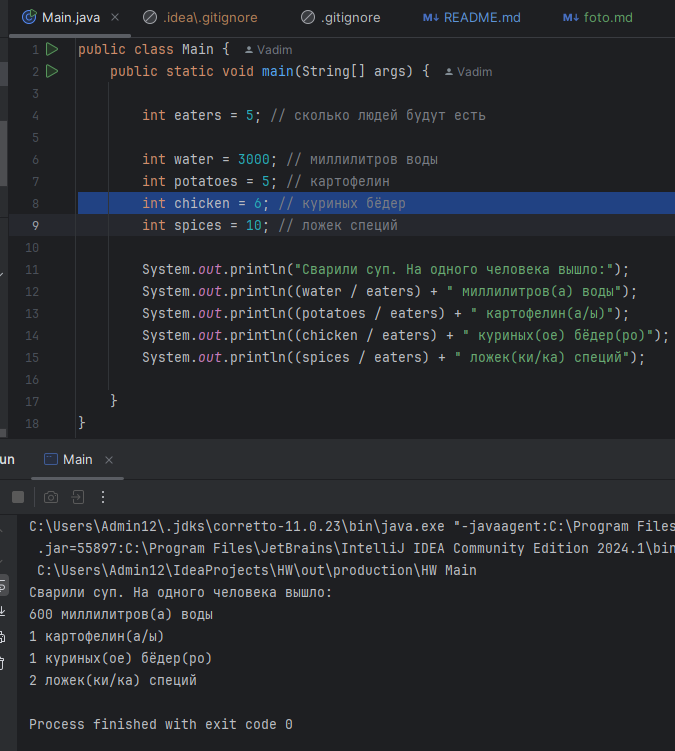 Main.java
.idea\.gitignore
.gitignore
README.md
foto.md
1 public class Main { Vadim
2 public static void main(String[] args) { Vadim
3
4 int eaters = 5; // сколько людей будут есть
5
6 int water = 3000; // миллилитров воды
7 int potatoes = 5; // картофелин
8 int chicken = 6; // куриных бёдер
9 int spices = 10; // ложек специй
10
11 System.out.println("Сварили суп. На одного человека вышло:");
12 System.out.println((water / eaters) + " миллилитров(а) воды");
13 System.out.println((potatoes / eaters) + " картофелин(а/ы)");
14 System.out.println((chicken / eaters) + " куриных(ое) бёдер(ро)");
15 System.out.println((spices / eaters) + " ложек(ки/ка) специй");
16
17 }
18 }
un Main
C:\Users\Admin12\.jdks\corretto-11.0.23\bin\java.exe "-javaagent:C:\Program Files
.jar=55897:C:\Program Files\JetBrains\IntelliJ IDEA Community Edition 2024.1\bin
C:\Users\Admin12\IdeaProjects\HW\out\production\HW Main
Сварили суп. На одного человека вышло:
600 миллилитров(а) воды
1 картофелин(а/ы)
1 куриных(ое) бёдер(ро)
2 ложек(ки/ка) специй
Process finished with exit code 0